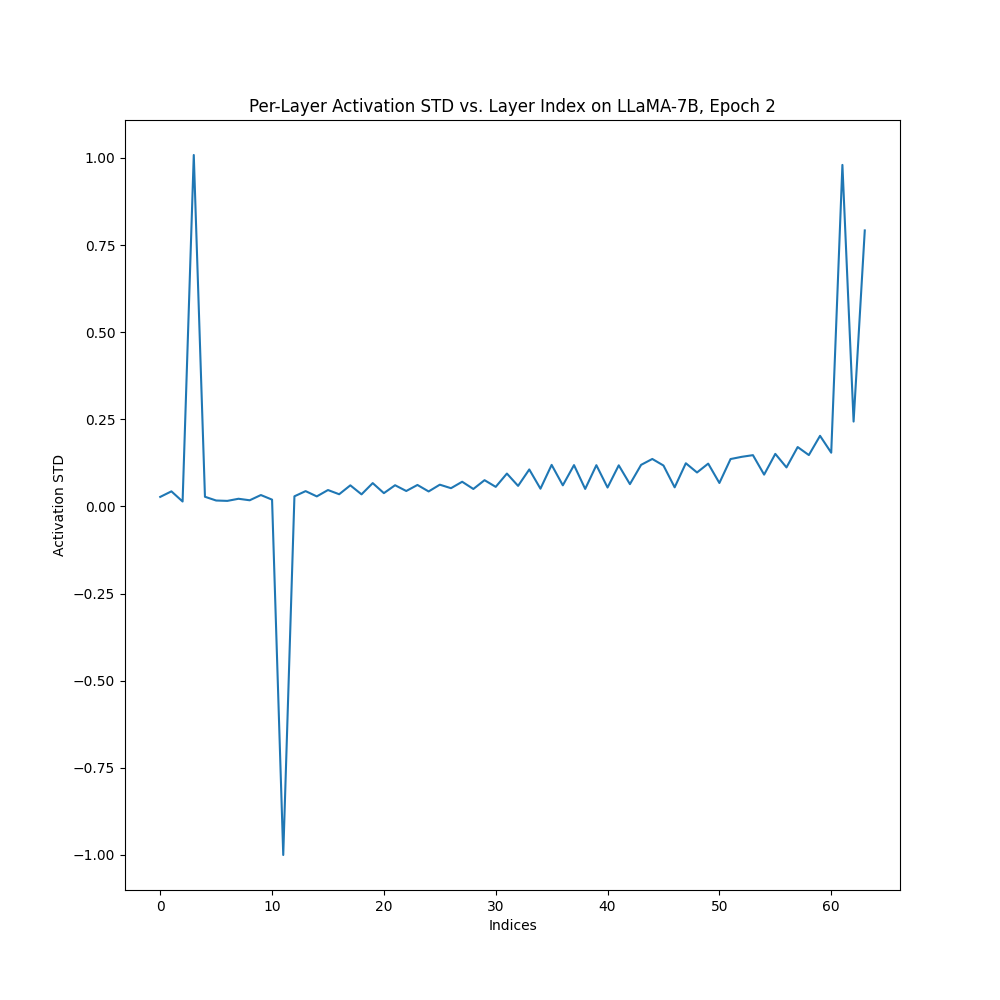 Per-Layer Activation STD vs. Layer Index on LLaMA-7B, Epoch 2
1.00
0.75
0.50
0.25
0.00
−0.25
−0.50
−0.75
−1.00
Activation STD
0 10 20 30 40 50 60
Indices